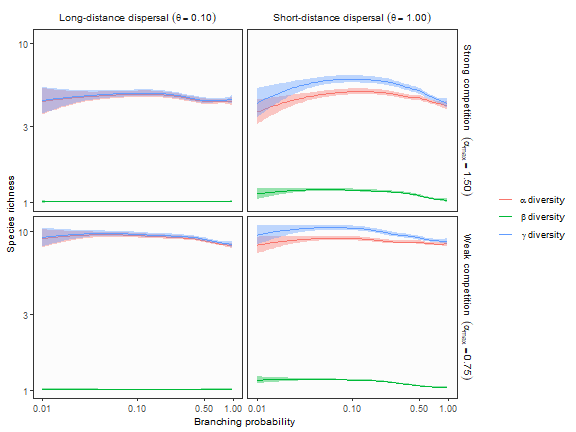 Long-distance dispersal (θ = 0.10)
Short-distance dispersal (θ = 1.00)
Species richness
10
3
1
10
3
1
Strong competition (αmax = 1.50)
Weak competition (αmax = 0.75)
α diversity
β diversity
γ diversity
0.01 0.10 0.50 1.00
0.01 0.10 0.50 1.00
Branching probability